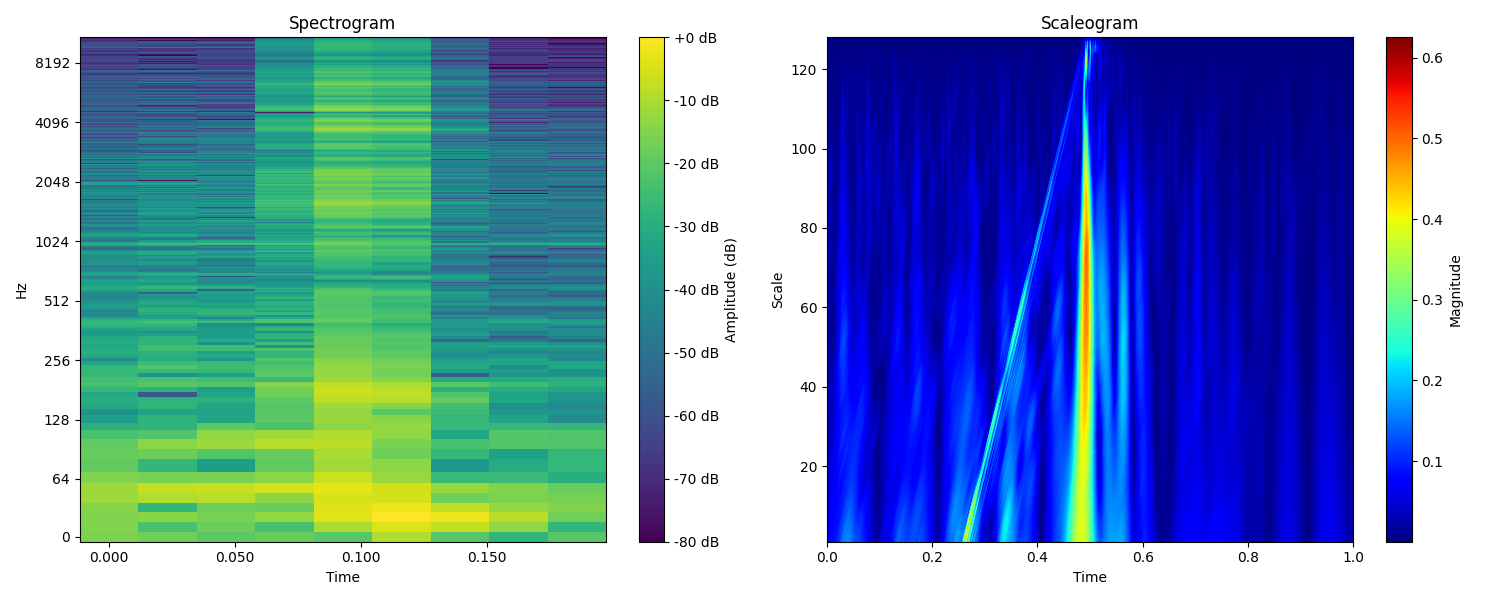 Spectrogram
Hz
8192
4096
2048
1024
512
256
128
64
0
0.000 0.050 0.100 0.150
Time
+0 dB
-10 dB
-20 dB
-30 dB
-40 dB
-50 dB
-60 dB
-70 dB
-80 dB
Amplitude (dB)
Scaleogram
Scale
120
100
80
60
40
20
0.0 0.2 0.4 0.6 0.8 1.0
Time
0.6
0.5
0.4
0.3
0.2
0.1
Magnitude